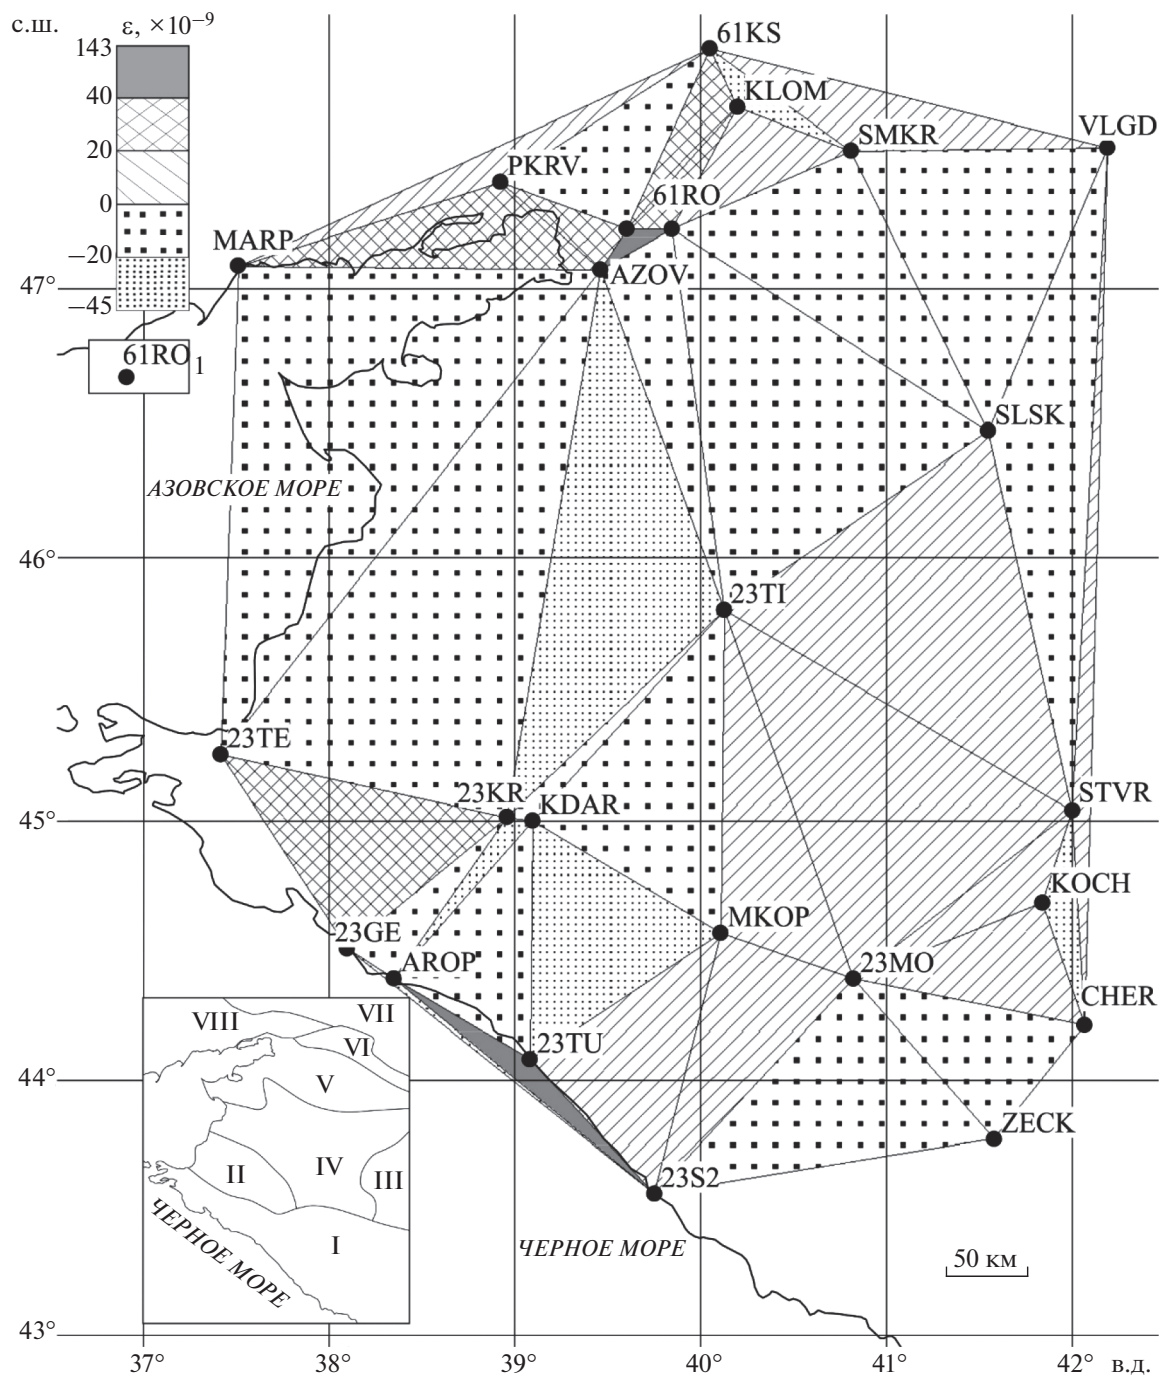 с.ш.
ε, ×10⁻⁹
143
40
20
0
−20
−45
61RO
1
61KS
KLOM
SMKR
VLGD
PKRV
61RO
MARP
AZOV
47°
SLSK
АЗОВСКОЕ МОРЕ
46°
23TI
23TE
23KR
KDAR
STVR
45°
KOCH
23GE
MKOP
AROP
23MO
CHER
VIII
VII
VI
23TU
V
44°
ZECK
II
IV
III
23S2
I
ЧЕРНОЕ МОРЕ
ЧЕРНОЕ МОРЕ
50 км
43°
37°
38°
39°
40°
41°
42°
в.д.